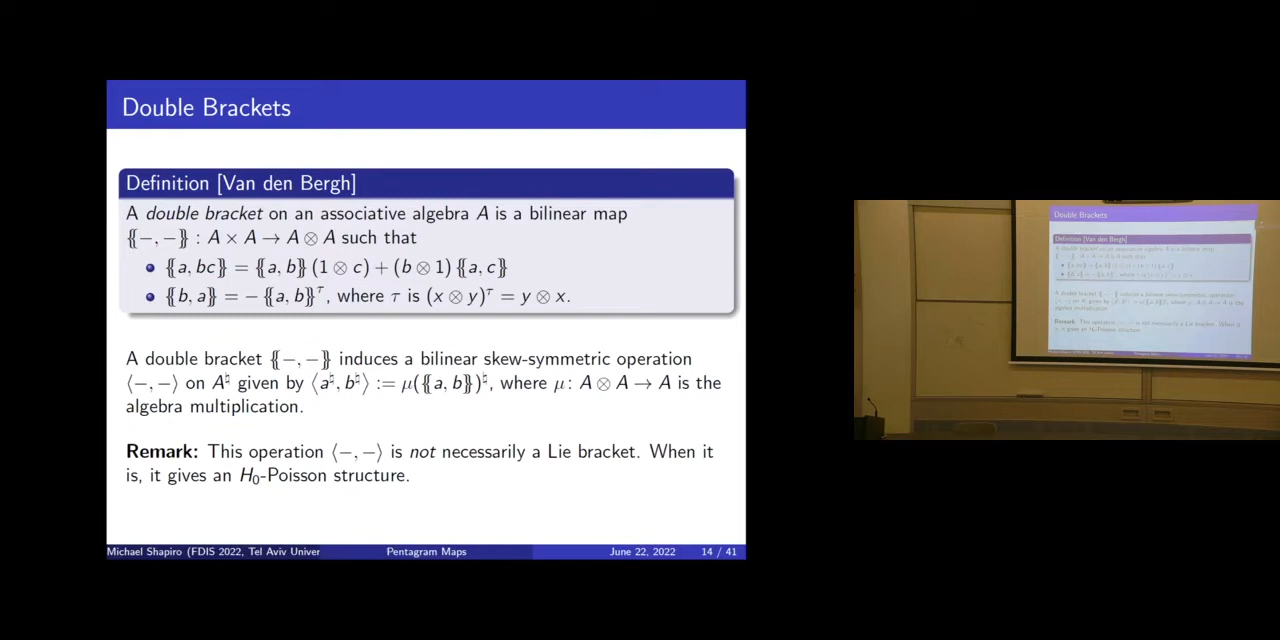 Double Brackets
Definition [Van den Bergh]
A double bracket on an associative algebra A is a bilinear map
⦃−, −⦄ : A × A → A ⊗ A such that
• ⦃a, bc⦄ = ⦃a, b⦄ (1 ⊗ c) + (b ⊗ 1) ⦃a, c⦄
• ⦃b, a⦄ = − ⦃a, b⦄^τ, where τ is (x ⊗ y)^τ = y ⊗ x.
A double bracket ⦃−, −⦄ induces a bilinear skew-symmetric operation
⟨−, −⟩ on A^♮ given by ⟨a^♮, b^♮⟩ := μ(⦃a, b⦄)^♮, where μ: A ⊗ A → A is the
algebra multiplication.
Remark: This operation ⟨−, −⟩ is not necessarily a Lie bracket. When it
is, it gives an H₀-Poisson structure.
Michael Shapiro (FDIS 2022, Tel Aviv Univer
Pentagram Maps
June 22, 2022
14 / 41
Double Brackets
Definition [Van den Bergh]